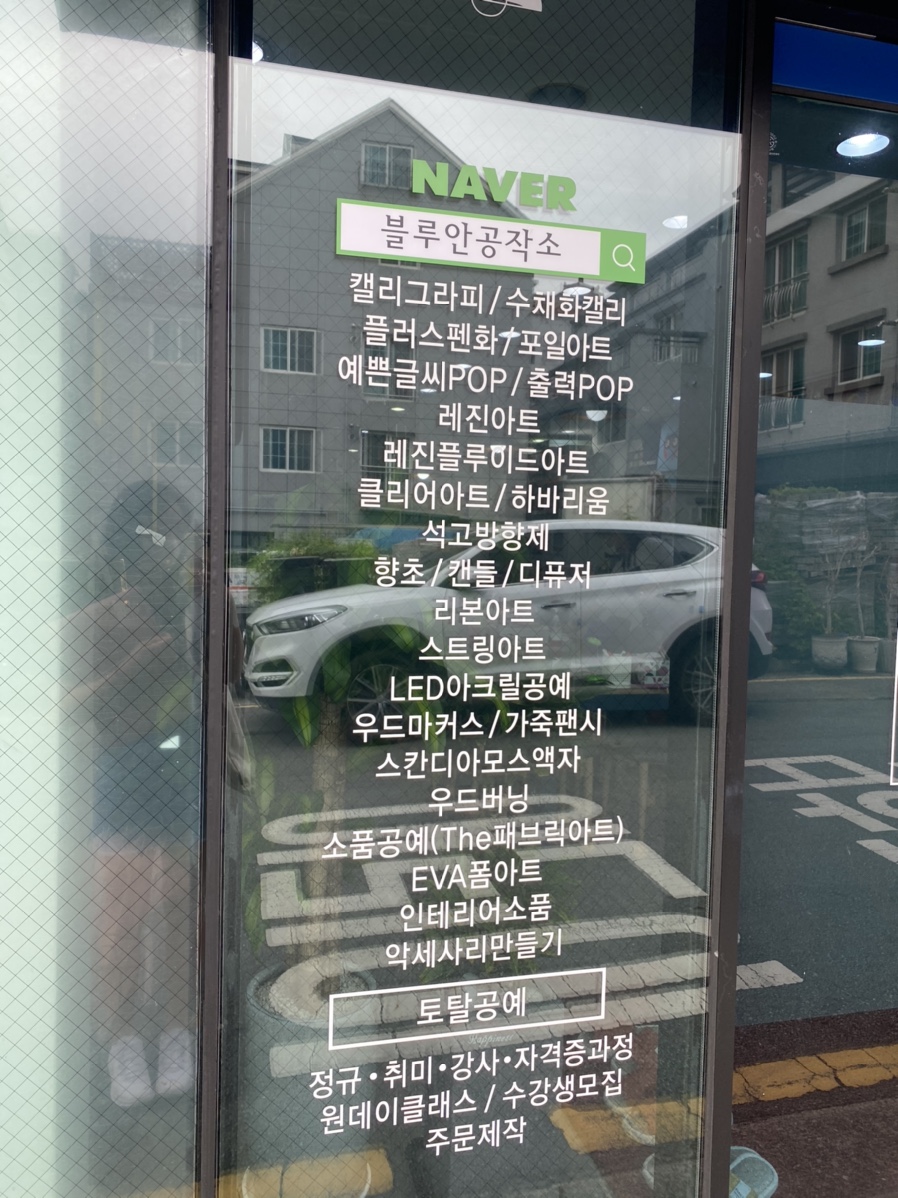 NAVER
블루안공작소
캘리그라피 / 수채화캘리
플러스펜화 / 포일아트
예쁜글씨POP / 출력POP
레진아트
레진플루이드아트
클리어아트 / 하바리움
석고방향제
향초 / 캔들 / 디퓨저
리본아트
스트링아트
LED아크릴공예
우드마커스 / 가죽팬시
스칸디아모스액자
우드버닝
소품공예(The패브릭아트)
EVA폼아트
인테리어소품
악세사리만들기
토탈공예
Happiness
정규•취미•강사•자격증과정
원데이클래스 / 수강생모집
주문제작